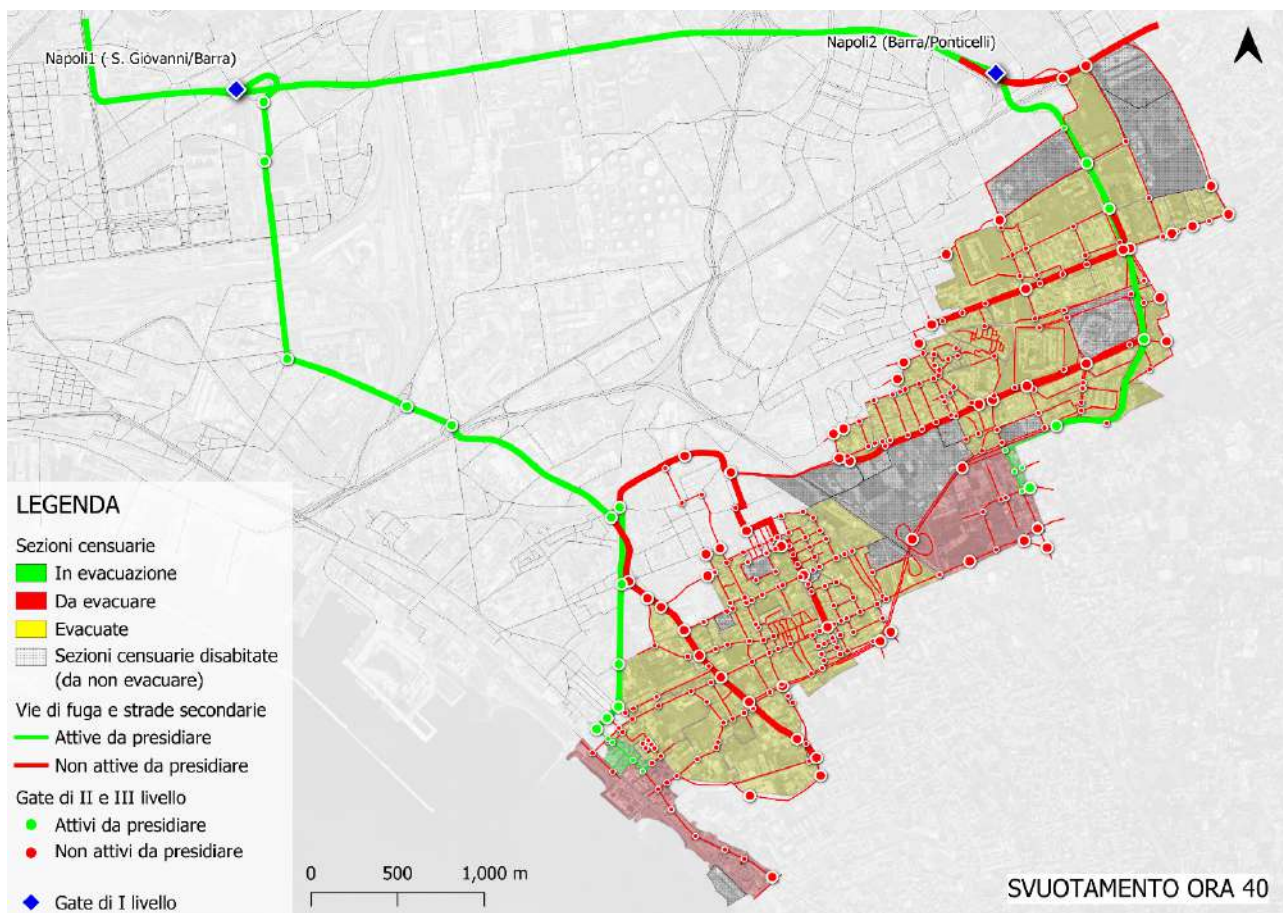 Napoli1 ( S. Giovanni/Barra)
Napoli2 (Barra/Ponticelli)
LEGENDA
Sezioni censuarie
In evacuazione
Da evacuare
Evacuate
Sezioni censuarie disabitate
(da non evacuare)
Vie di fuga e strade secondarie
Attive da presidiare
Non attive da presidiare
Gate di II e III livello
Attivi da presidiare
Non attivi da presidiare
Gate di I livello
0 500 1,000 m
SVUOTAMENTO ORA 40